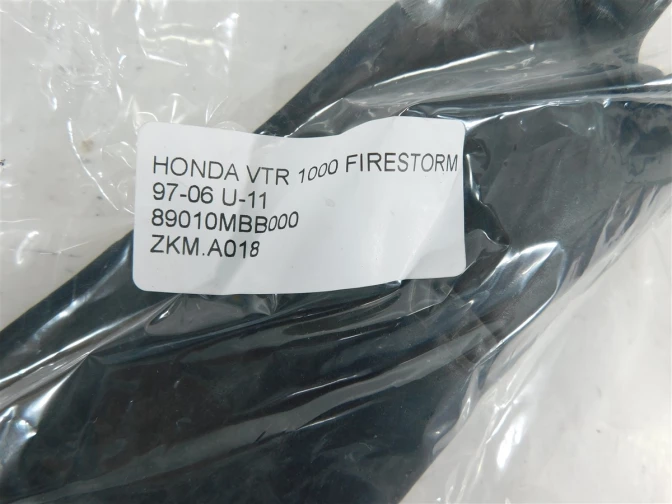 HONDA VTR 1000 FIRESTORM
97-06 U-11
89010MBB000
ZKM.A018